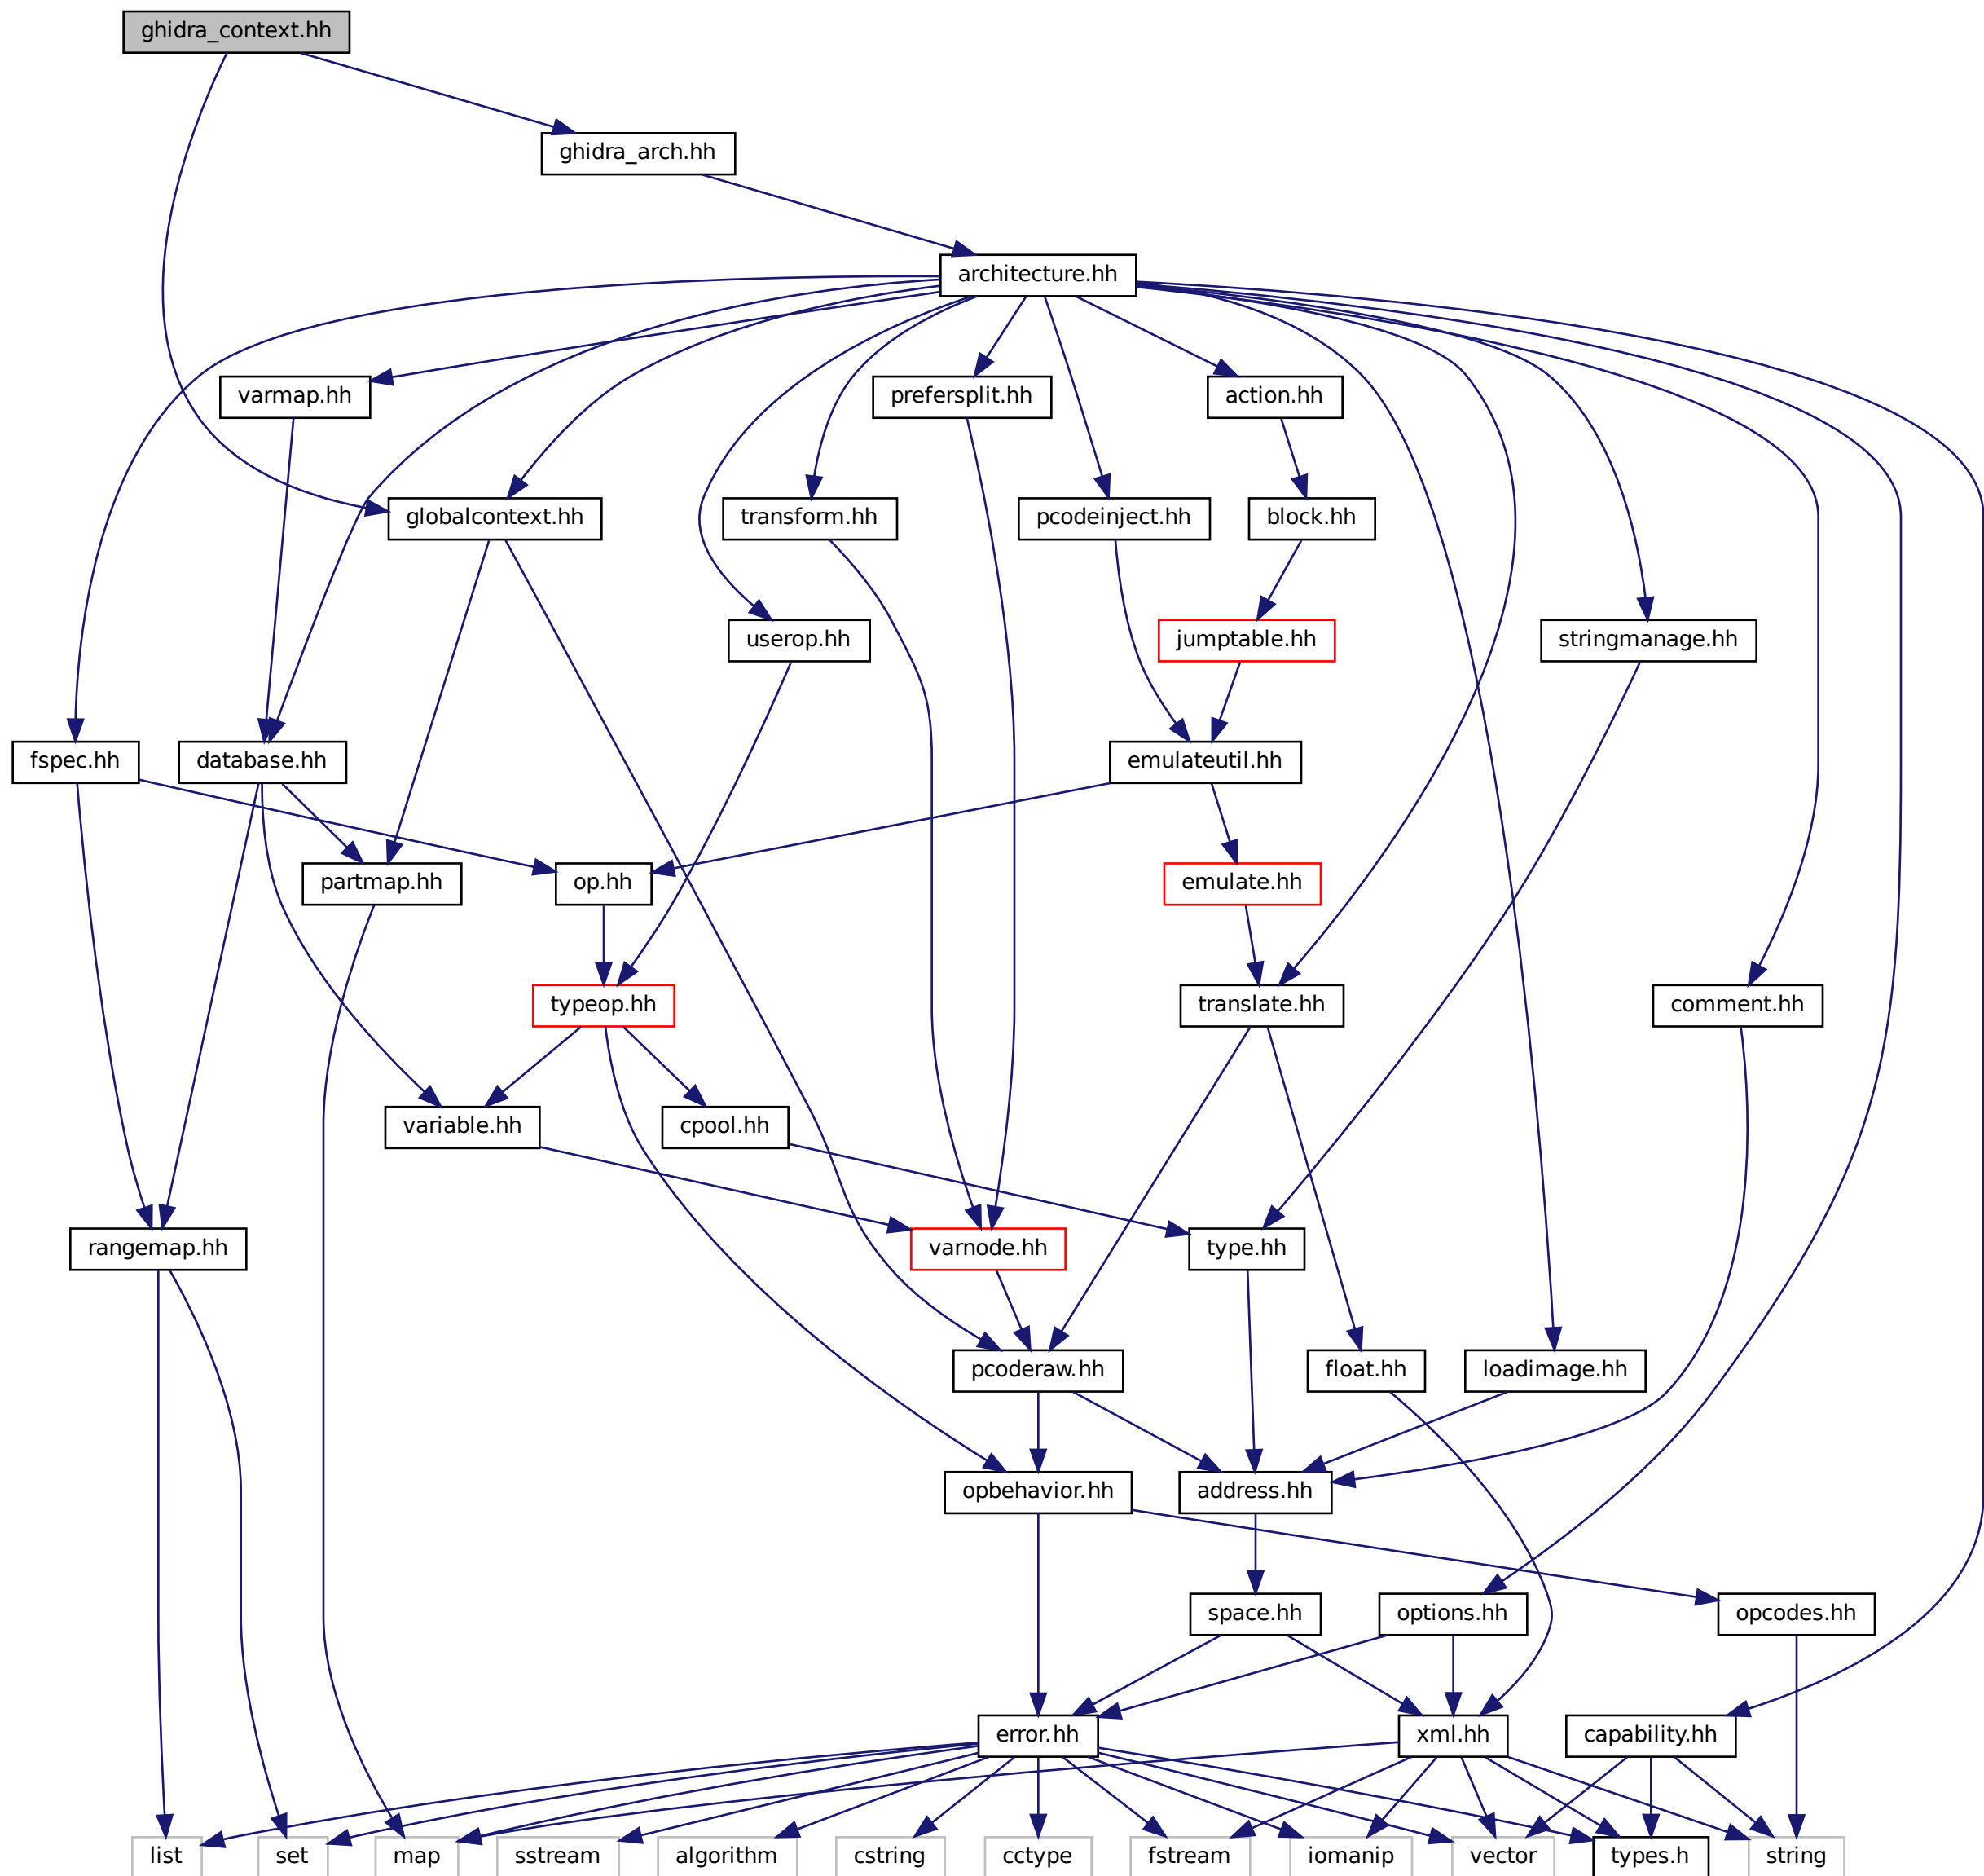 ghidra_context.hh
ghidra_arch.hh
architecture.hh
varmap.hh
prefersplit.hh
action.hh
globalcontext.hh
transform.hh
pcodeinject.hh
block.hh
userop.hh
jumptable.hh
stringmanage.hh
fspec.hh
database.hh
emulateutil.hh
partmap.hh
op.hh
emulate.hh
typeop.hh
translate.hh
comment.hh
variable.hh
cpool.hh
rangemap.hh
varnode.hh
type.hh
pcoderaw.hh
float.hh
loadimage.hh
opbehavior.hh
address.hh
space.hh
options.hh
opcodes.hh
error.hh
xml.hh
capability.hh
list
set
map
sstream
algorithm
cstring
cctype
fstream
iomanip
vector
types.h
string